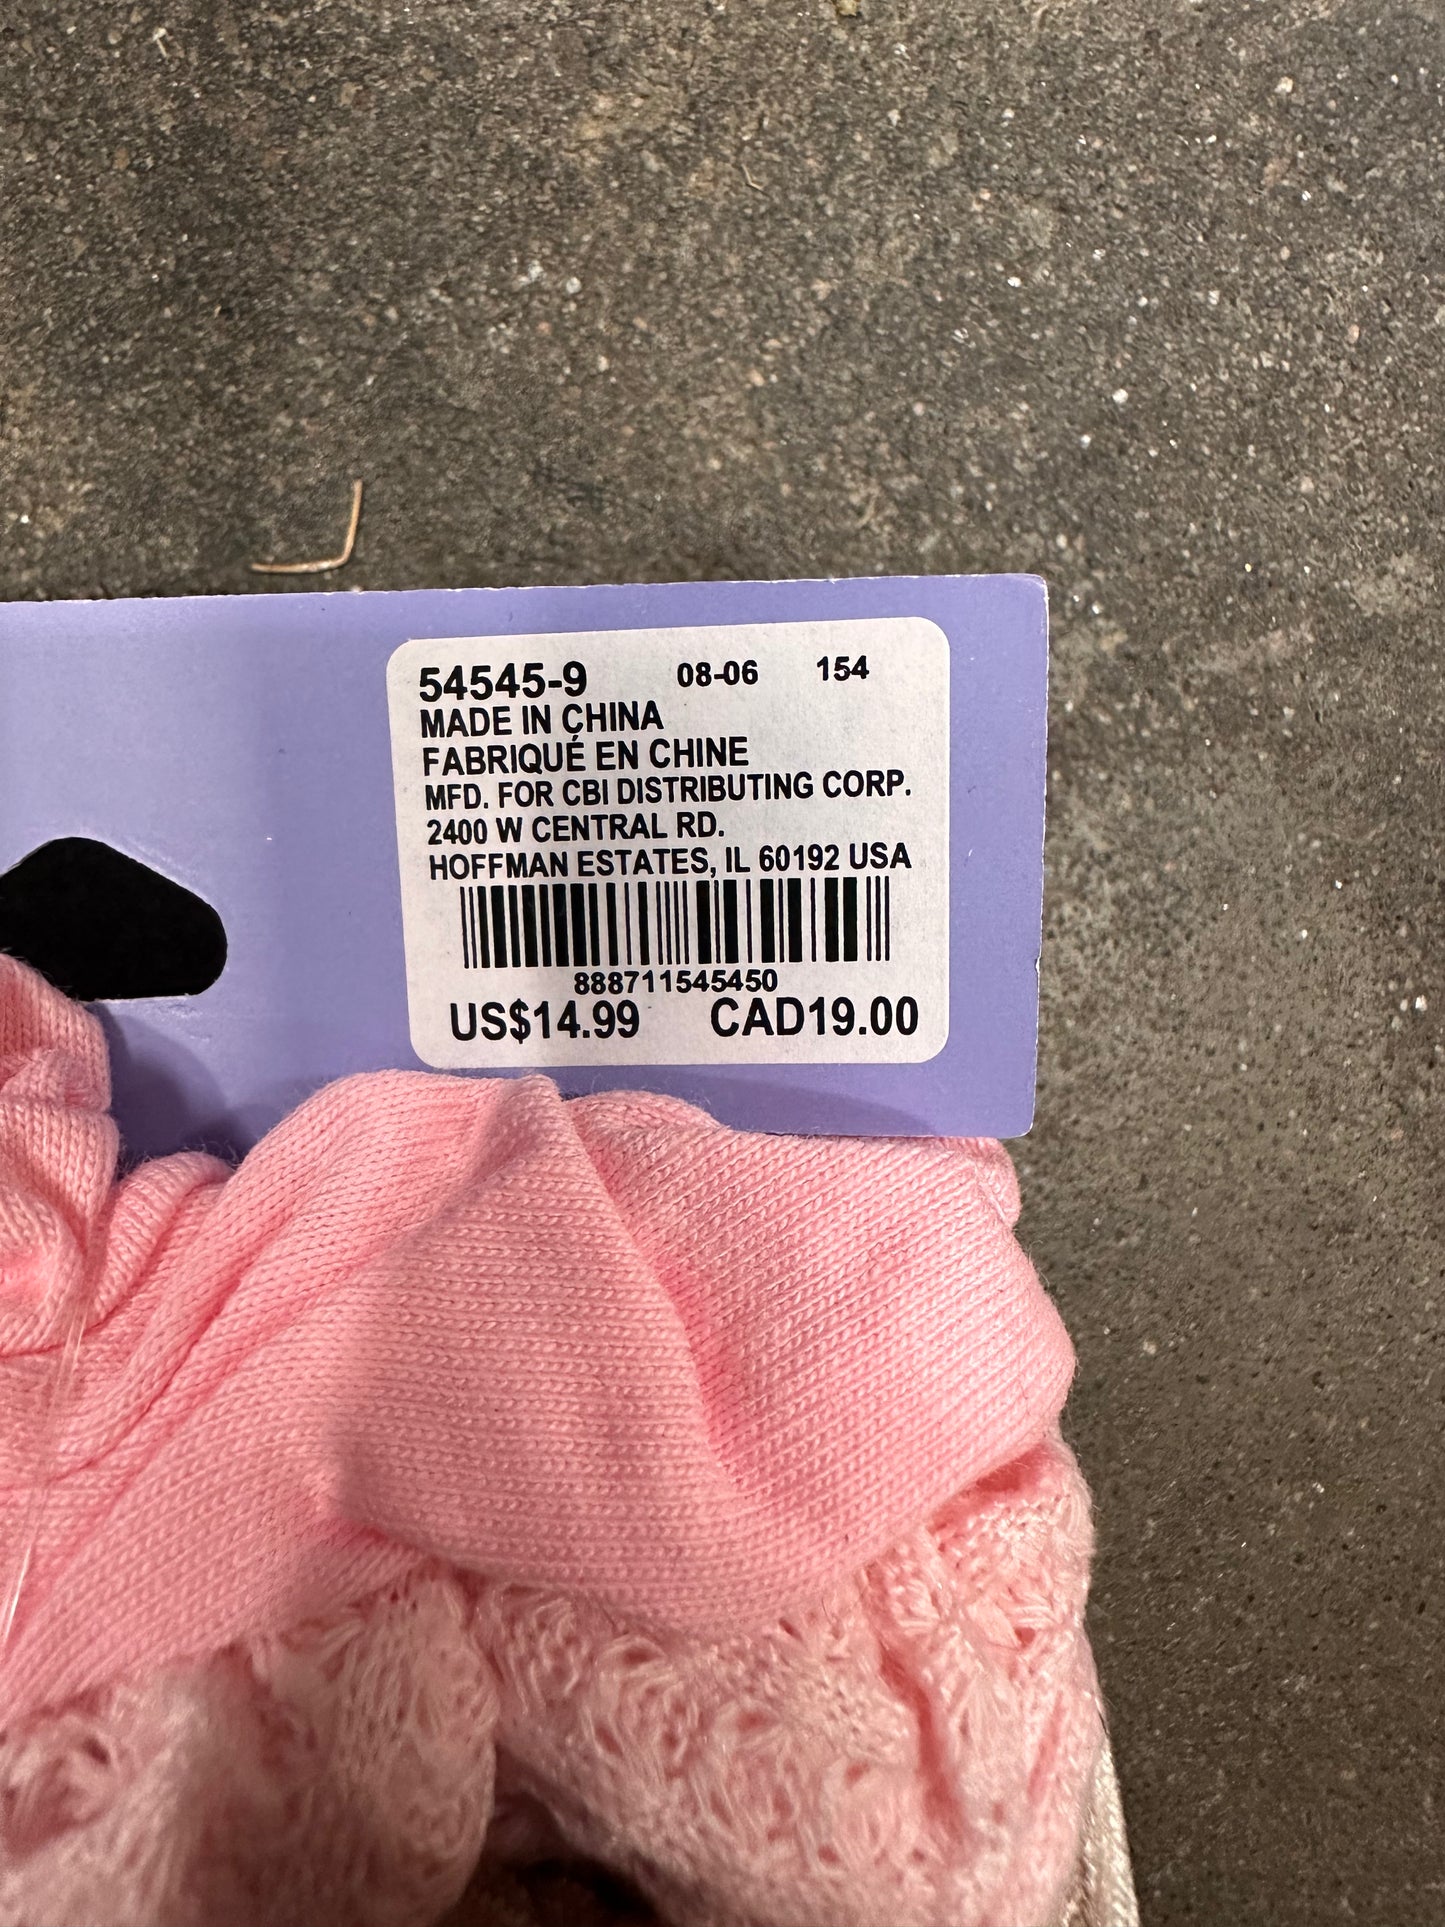 54545-9 08-06 154
MADE IN CHINA
FABRIQUÉ EN CHINE
MFD. FOR CBI DISTRIBUTING CORP.
2400 W CENTRAL RD.
HOFFMAN ESTATES, IL 60192 USA
888711545450
US$14.99 CAD19.00